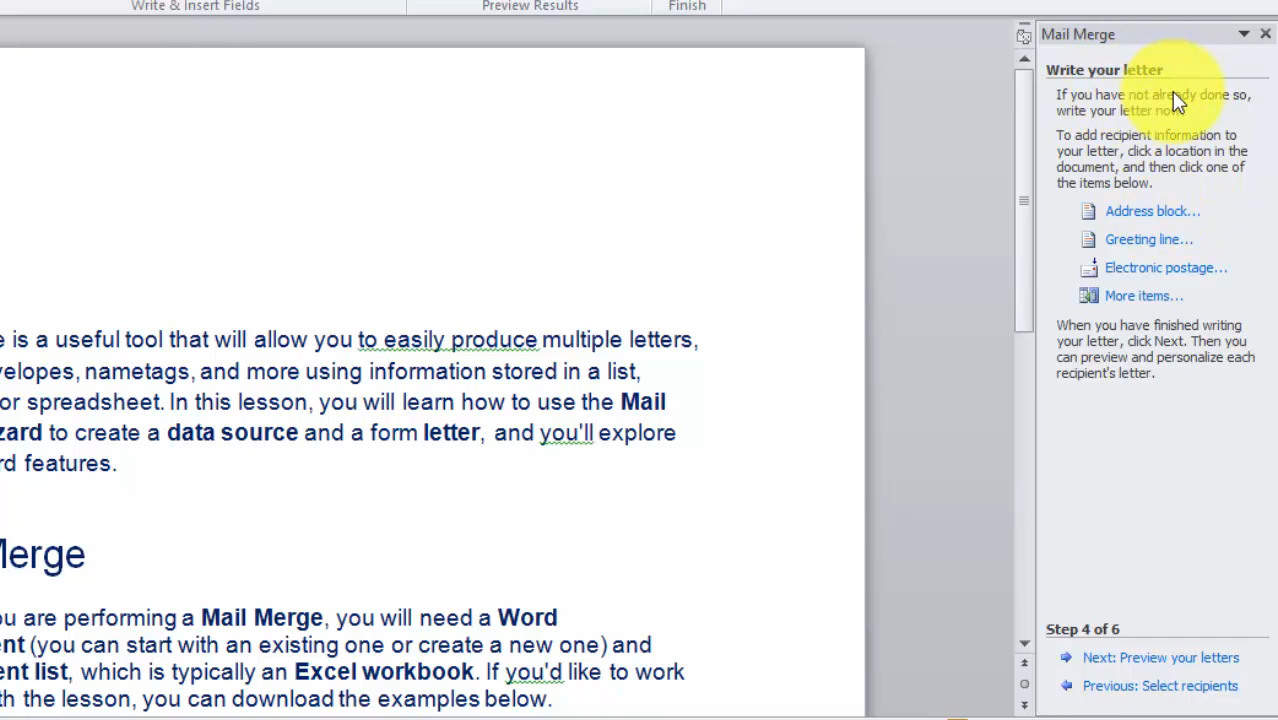 Write & Insert Fields Preview Results Finish
Mail Merge
Write your letter
If you have not already done so,
write your letter now.
To add recipient information to
your letter, click a location in the
document, and then click one of
the items below.
Address block...
Greeting line...
Electronic postage...
More items...
When you have finished writing
your letter, click Next. Then you
can preview and personalize each
recipient's letter.
Step 4 of 6
Next: Preview your letters
Previous: Select recipients
is a useful tool that will allow you to easily produce multiple letters,
nametags, and more using information stored in a list,
or spreadsheet. In this lesson, you will learn how to use the Mail
to create a data source and a form letter, and you'll explore
features.
Merge
you are performing a Mail Merge, you will need a Word
(you can start with an existing one or create a new one) and
list, which is typically an Excel workbook. If you'd like to work
the lesson, you can download the examples below.